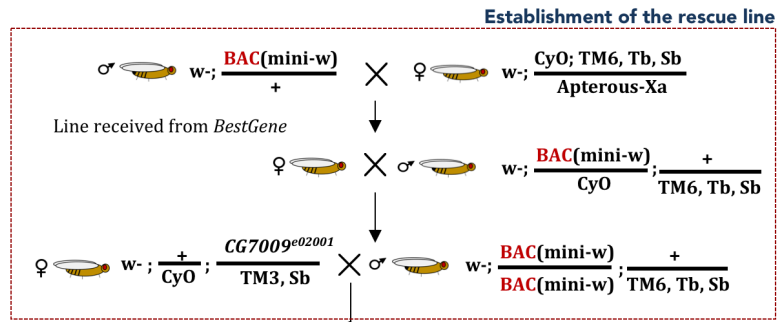 Establishment of the rescue line
♂ w-; BAC(mini-w) / + X ♀ w-; CyO; TM6, Tb, Sb / Apterous-Xa
Line received from BestGene
♀ X ♂ w-; BAC(mini-w) / CyO ; + / TM6, Tb, Sb
♀ w- ; + / CyO ; CG7009e02001 / TM3, Sb X ♂ w-; BAC(mini-w) / BAC(mini-w) ; + / TM6, Tb, Sb